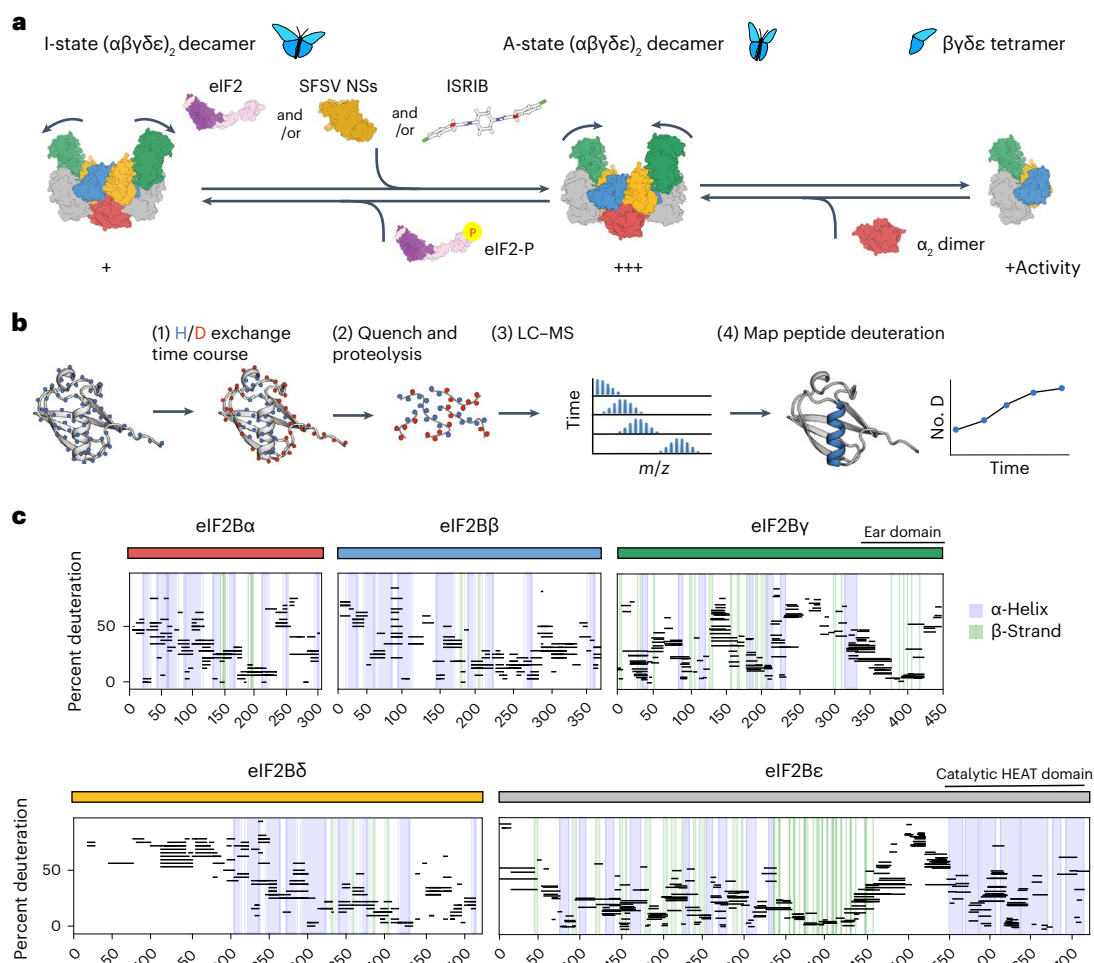 a
I-state (αβγδε)2 decamer
A-state (αβγδε)2 decamer
βγδε tetramer
eIF2
and
/or
SFSV NSs
and
/or
ISRIB
P
eIF2-P
α2 dimer
+
+++
+Activity
b
(1) H/D exchange
time course
(2) Quench and
proteolysis
(3) LC–MS
(4) Map peptide deuteration
Time
m/z
No. D
Time
c
eIF2Bα
eIF2Bβ
eIF2Bγ
Ear domain
Percent deuteration
50
0
α-Helix
β-Strand
0 50 100 150 200 250 300
0 50 100 150 200 250 300 350
0 50 100 150 200 250 300 350 400 450
eIF2Bδ
eIF2Bε
Catalytic HEAT domain
Percent deuteration
50
0